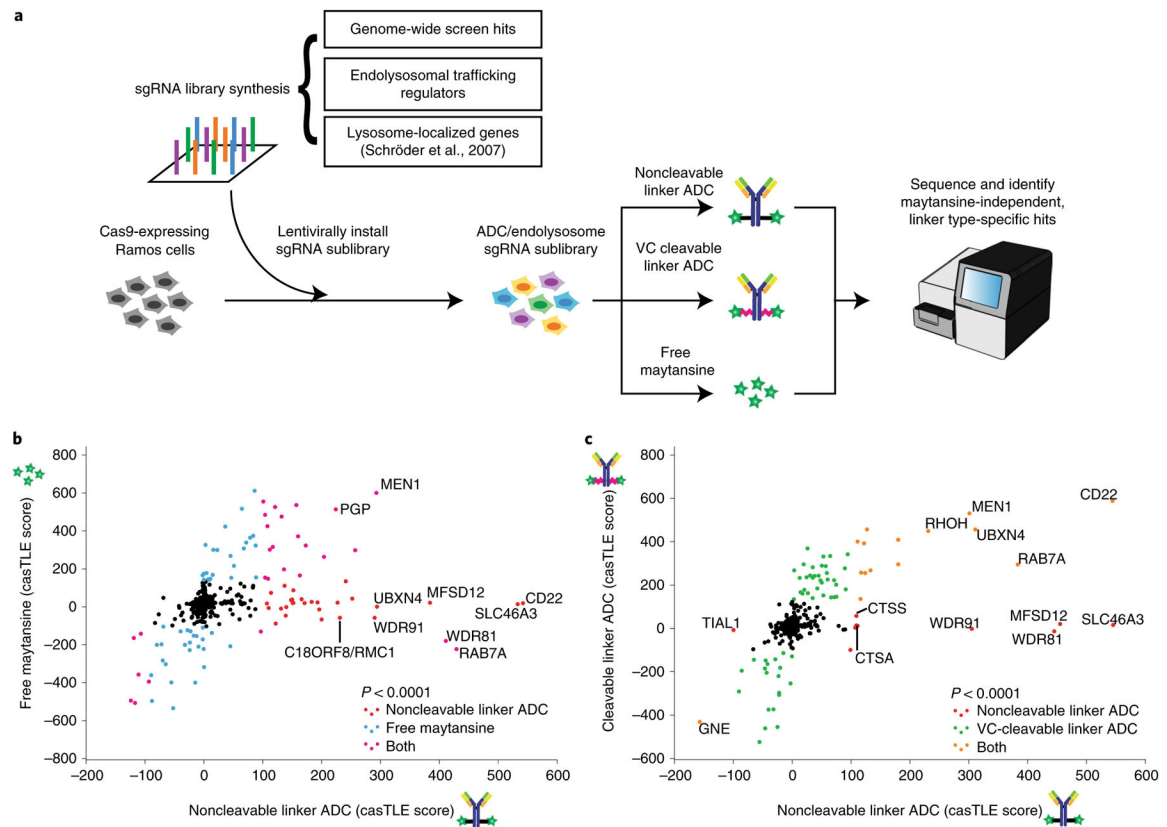 a
Genome-wide screen hits
sgRNA library synthesis
Endolysosomal trafficking
regulators
Lysosome-localized genes
(Schröder et al., 2007)
Cas9-expressing
Ramos cells
Lentivirally install
sgRNA sublibrary
ADC/endolysosome
sgRNA sublibrary
Noncleavable
linker ADC
VC cleavable
linker ADC
Free
maytansine
Sequence and identify
maytansine-independent,
linker type-specific hits
b
Free maytansine (casTLE score)
800
600
400
200
0
−200
−400
−600
−800
MEN1
PGP
UBXN4
MFSD12
CD22
SLC46A3
WDR91
WDR81
RAB7A
C18ORF8/RMC1
P < 0.0001
Noncleavable linker ADC
Free maytansine
Both
−200
−100
0
100
200
300
400
500
600
Noncleavable linker ADC (casTLE score)
c
Cleavable linker ADC (casTLE score)
800
600
400
200
0
−200
−400
−600
CD22
MEN1
RHOH
UBXN4
RAB7A
CTSS
TIAL1
WDR91
MFSD12
SLC46A3
WDR81
CTSA
GNE
P < 0.0001
Noncleavable linker ADC
VC-cleavable linker ADC
Both
−200
−100
0
100
200
300
400
500
600
Noncleavable linker ADC (casTLE score)